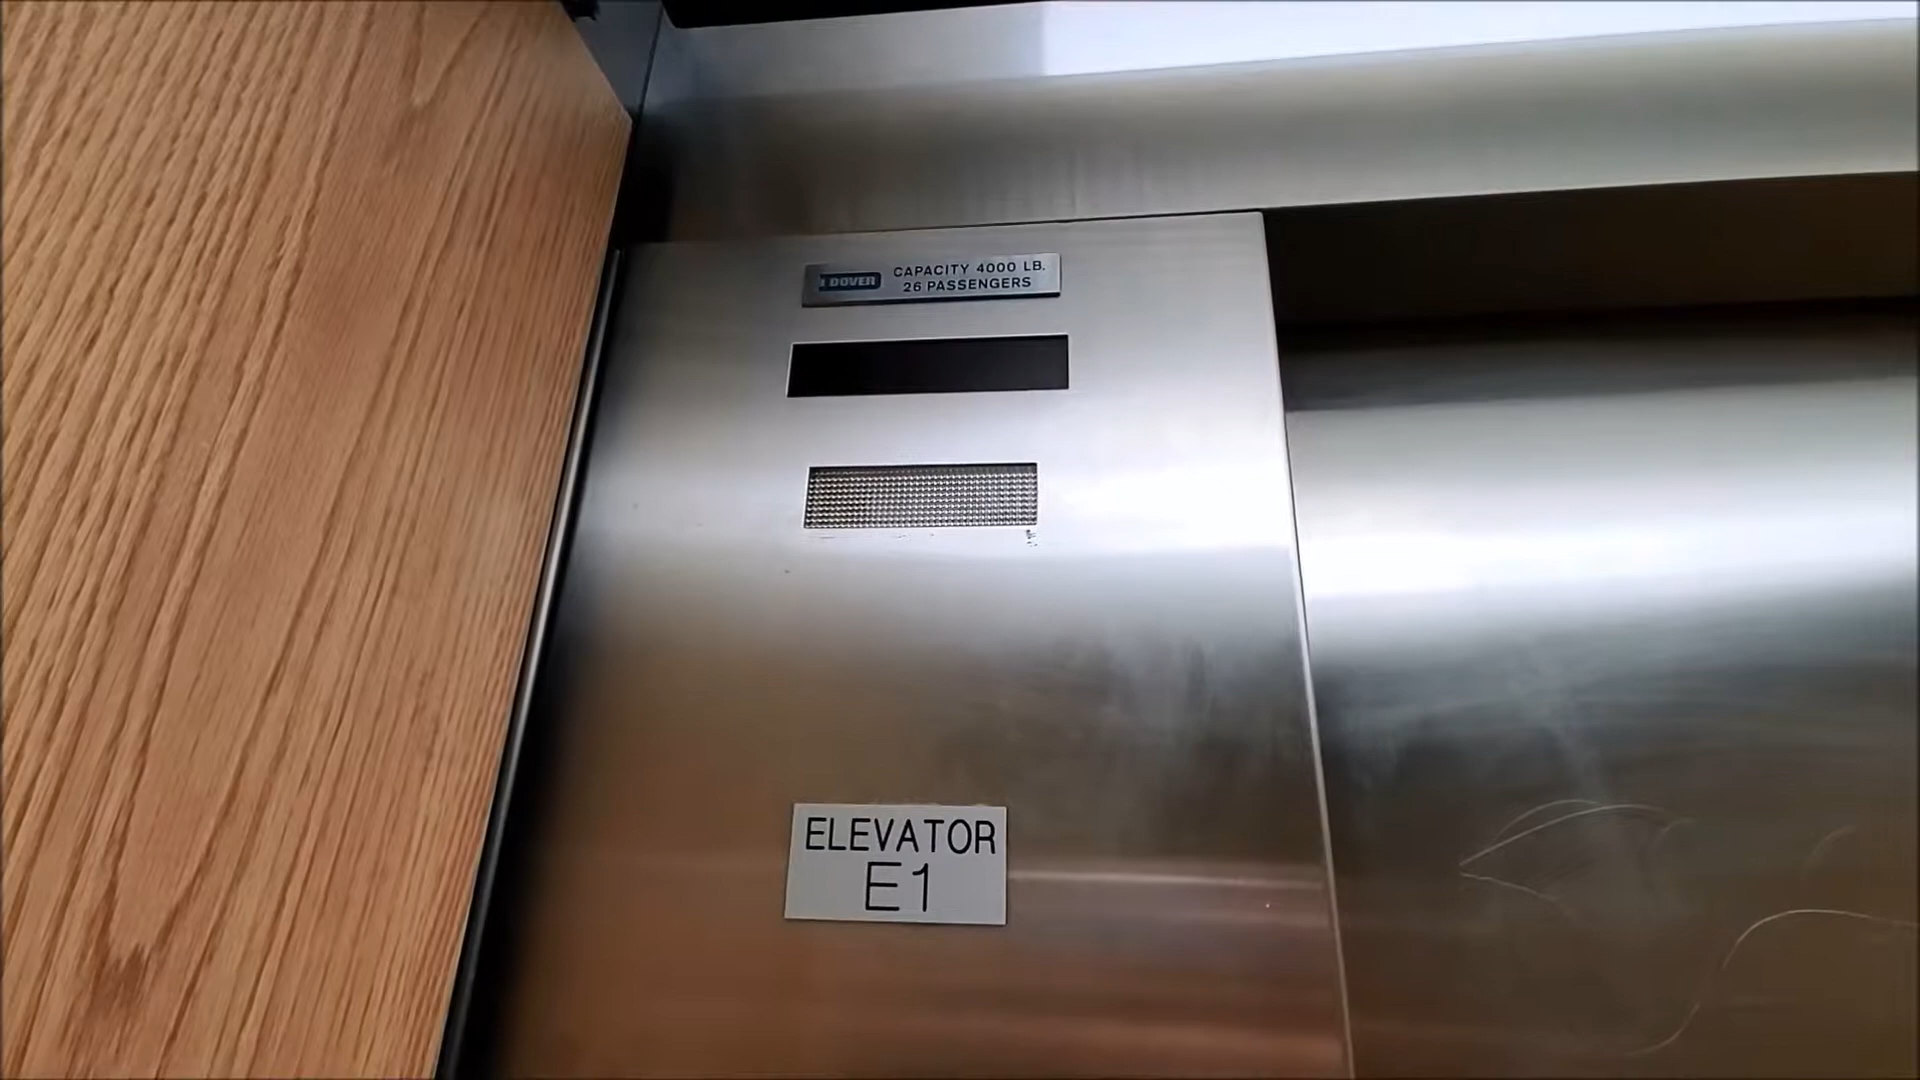 DOVER
CAPACITY 4000 LB.
26 PASSENGERS
ELEVATOR
E1